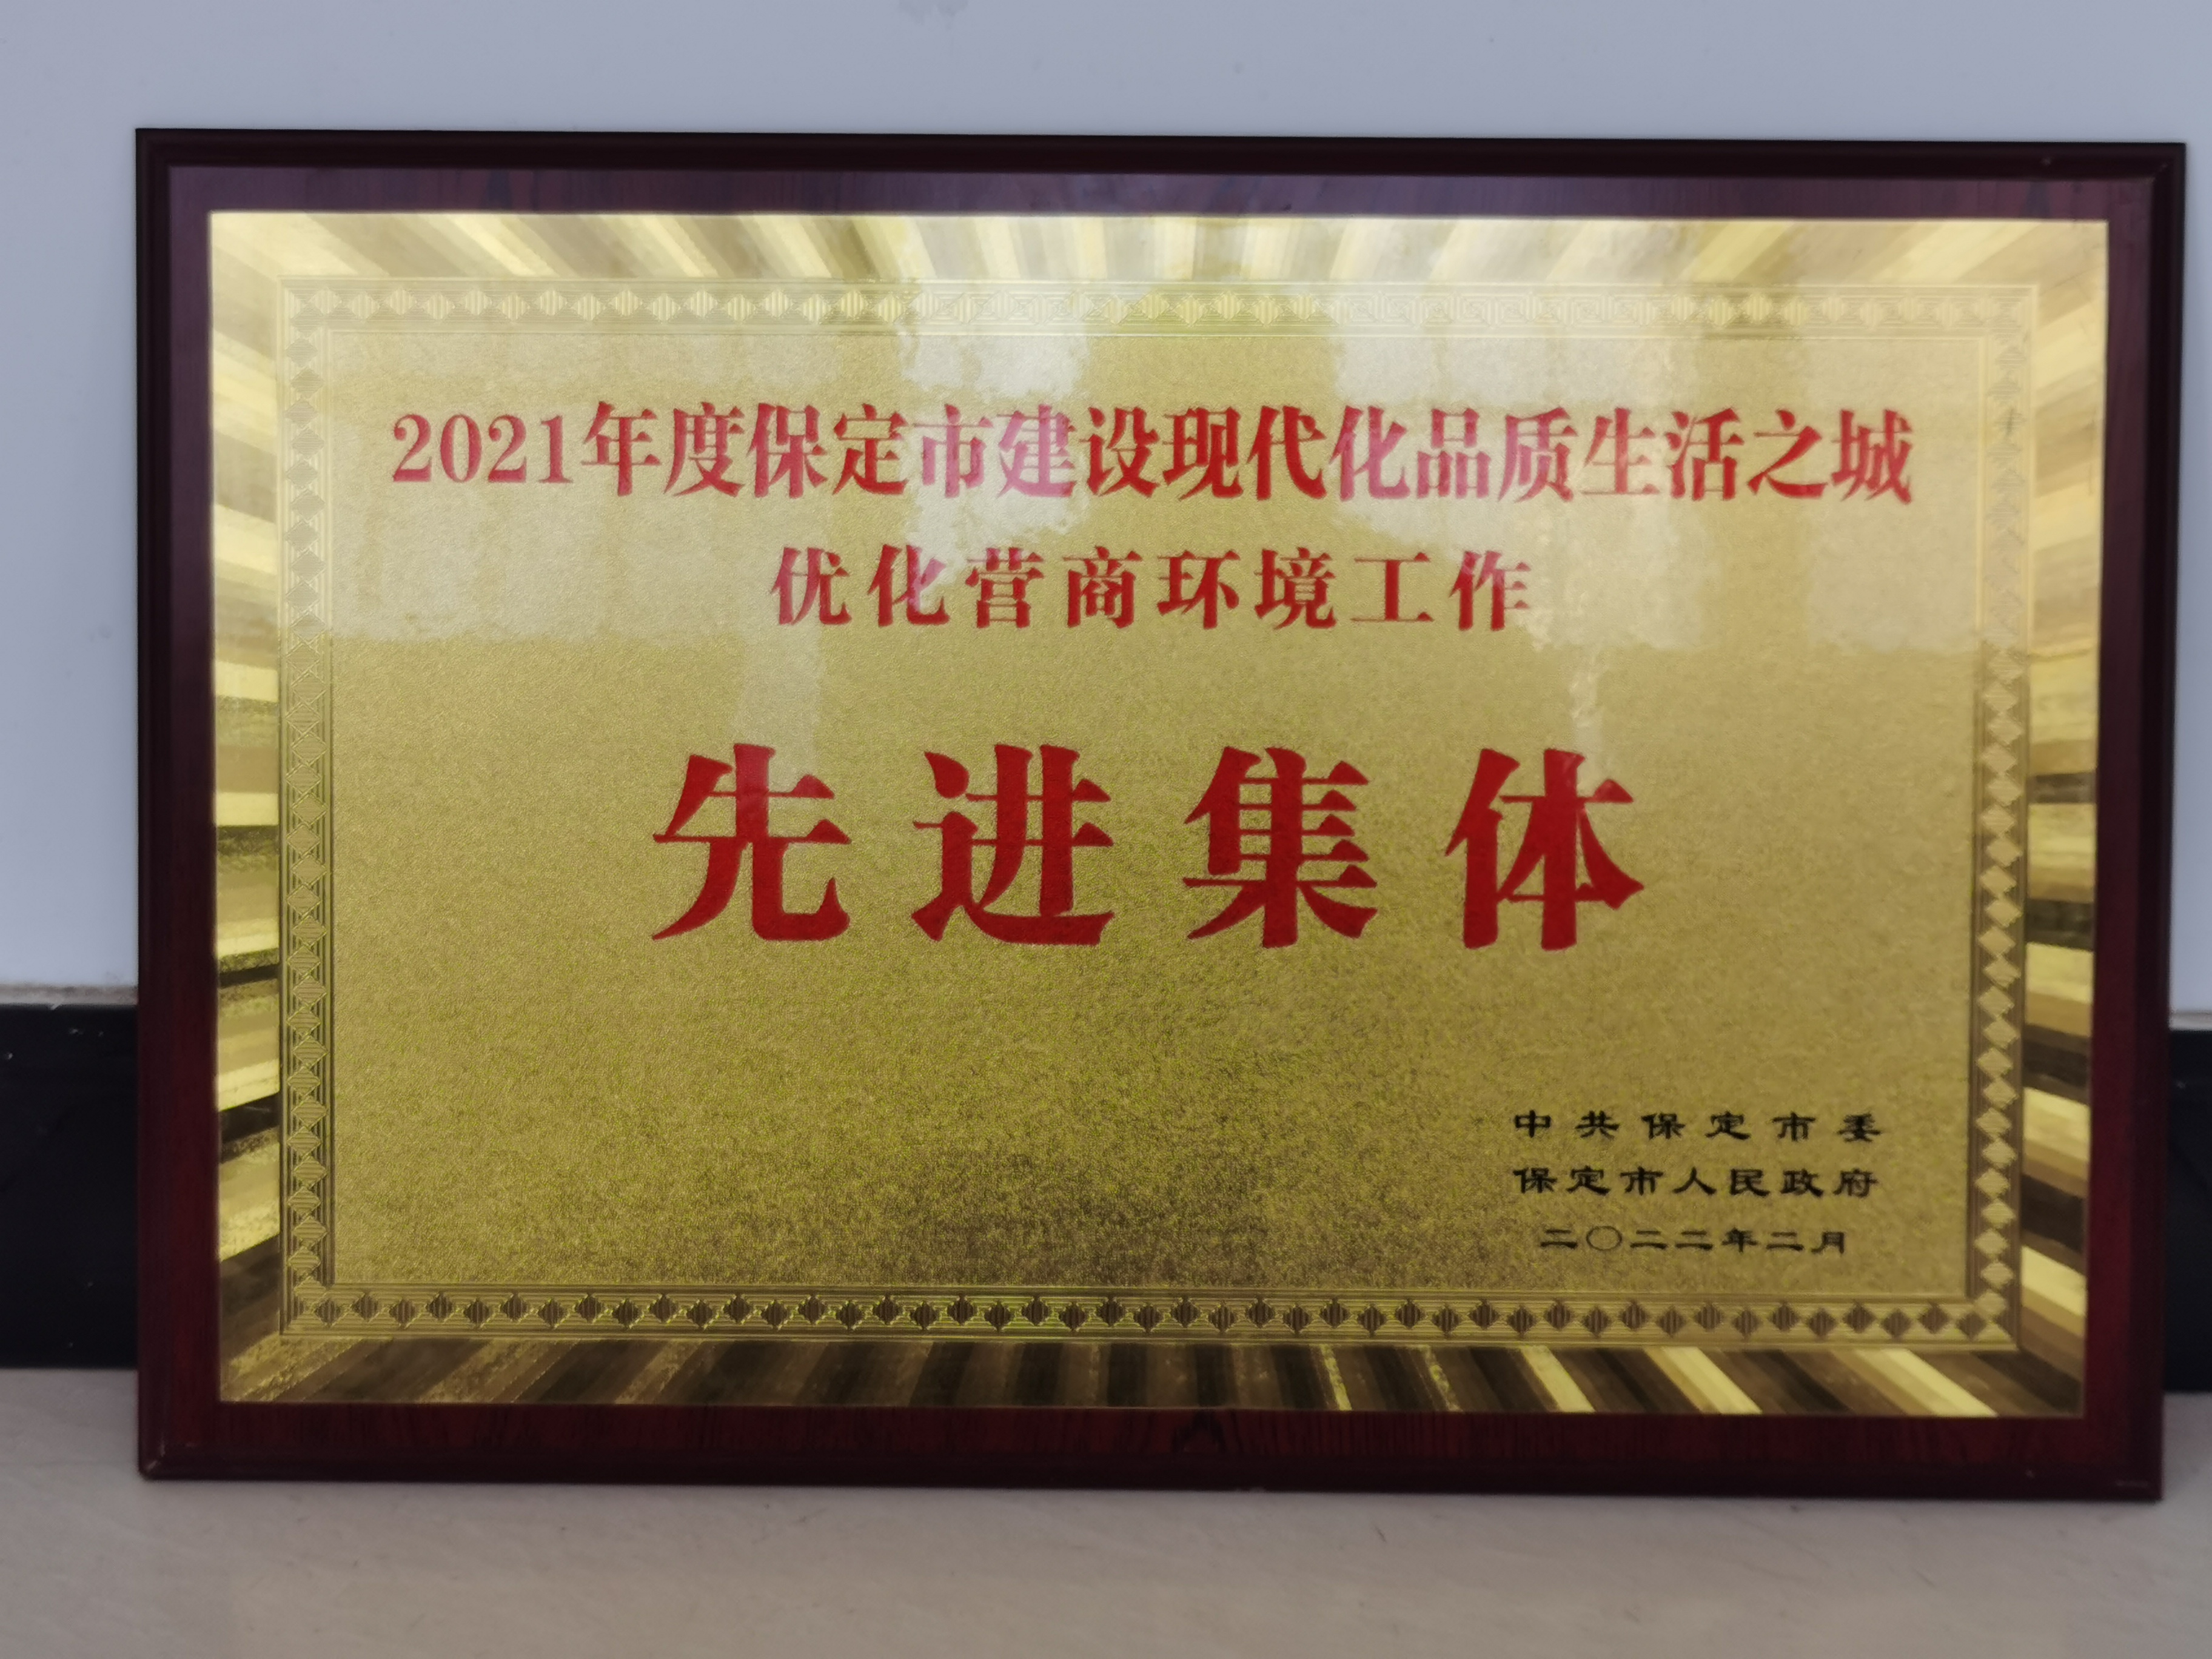 2021年度保定市建设现代化品质生活之城
优化营商环境工作
先进集体
中共保定市委
保定市人民政府
二〇二二年二月